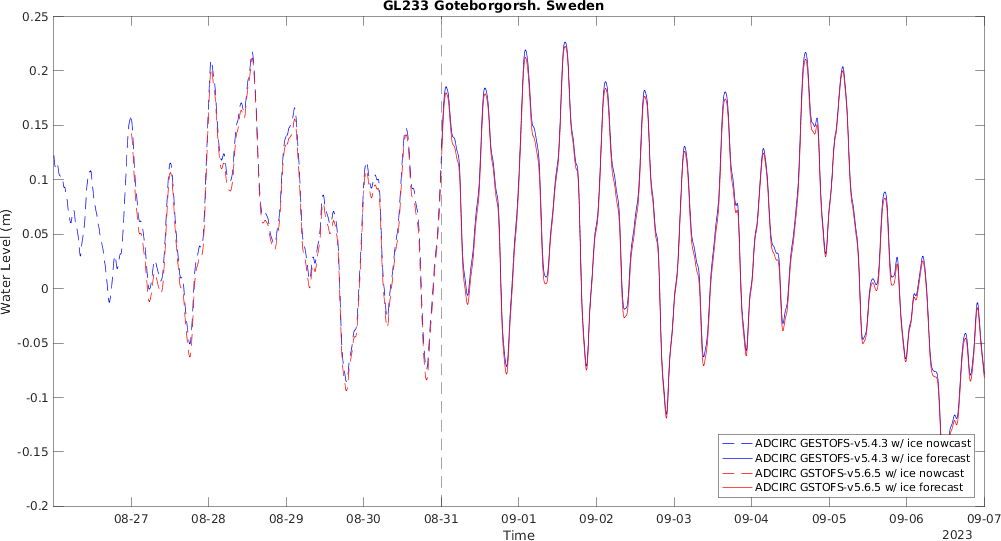 GL233 Goteborgorsh. Sweden
Water Level (m)
0.25
0.2
0.15
0.1
0.05
0
-0.05
-0.1
-0.15
-0.2
ADCIRC GESTOFS-v5.4.3 w/ ice nowcast
ADCIRC GESTOFS-v5.4.3 w/ ice forecast
ADCIRC GSTOFS-v5.6.5 w/ ice nowcast
ADCIRC GSTOFS-v5.6.5 w/ ice forecast
08-27 08-28 08-29 08-30 08-31 09-01 09-02 09-03 09-04 09-05 09-06 09-07
Time
2023